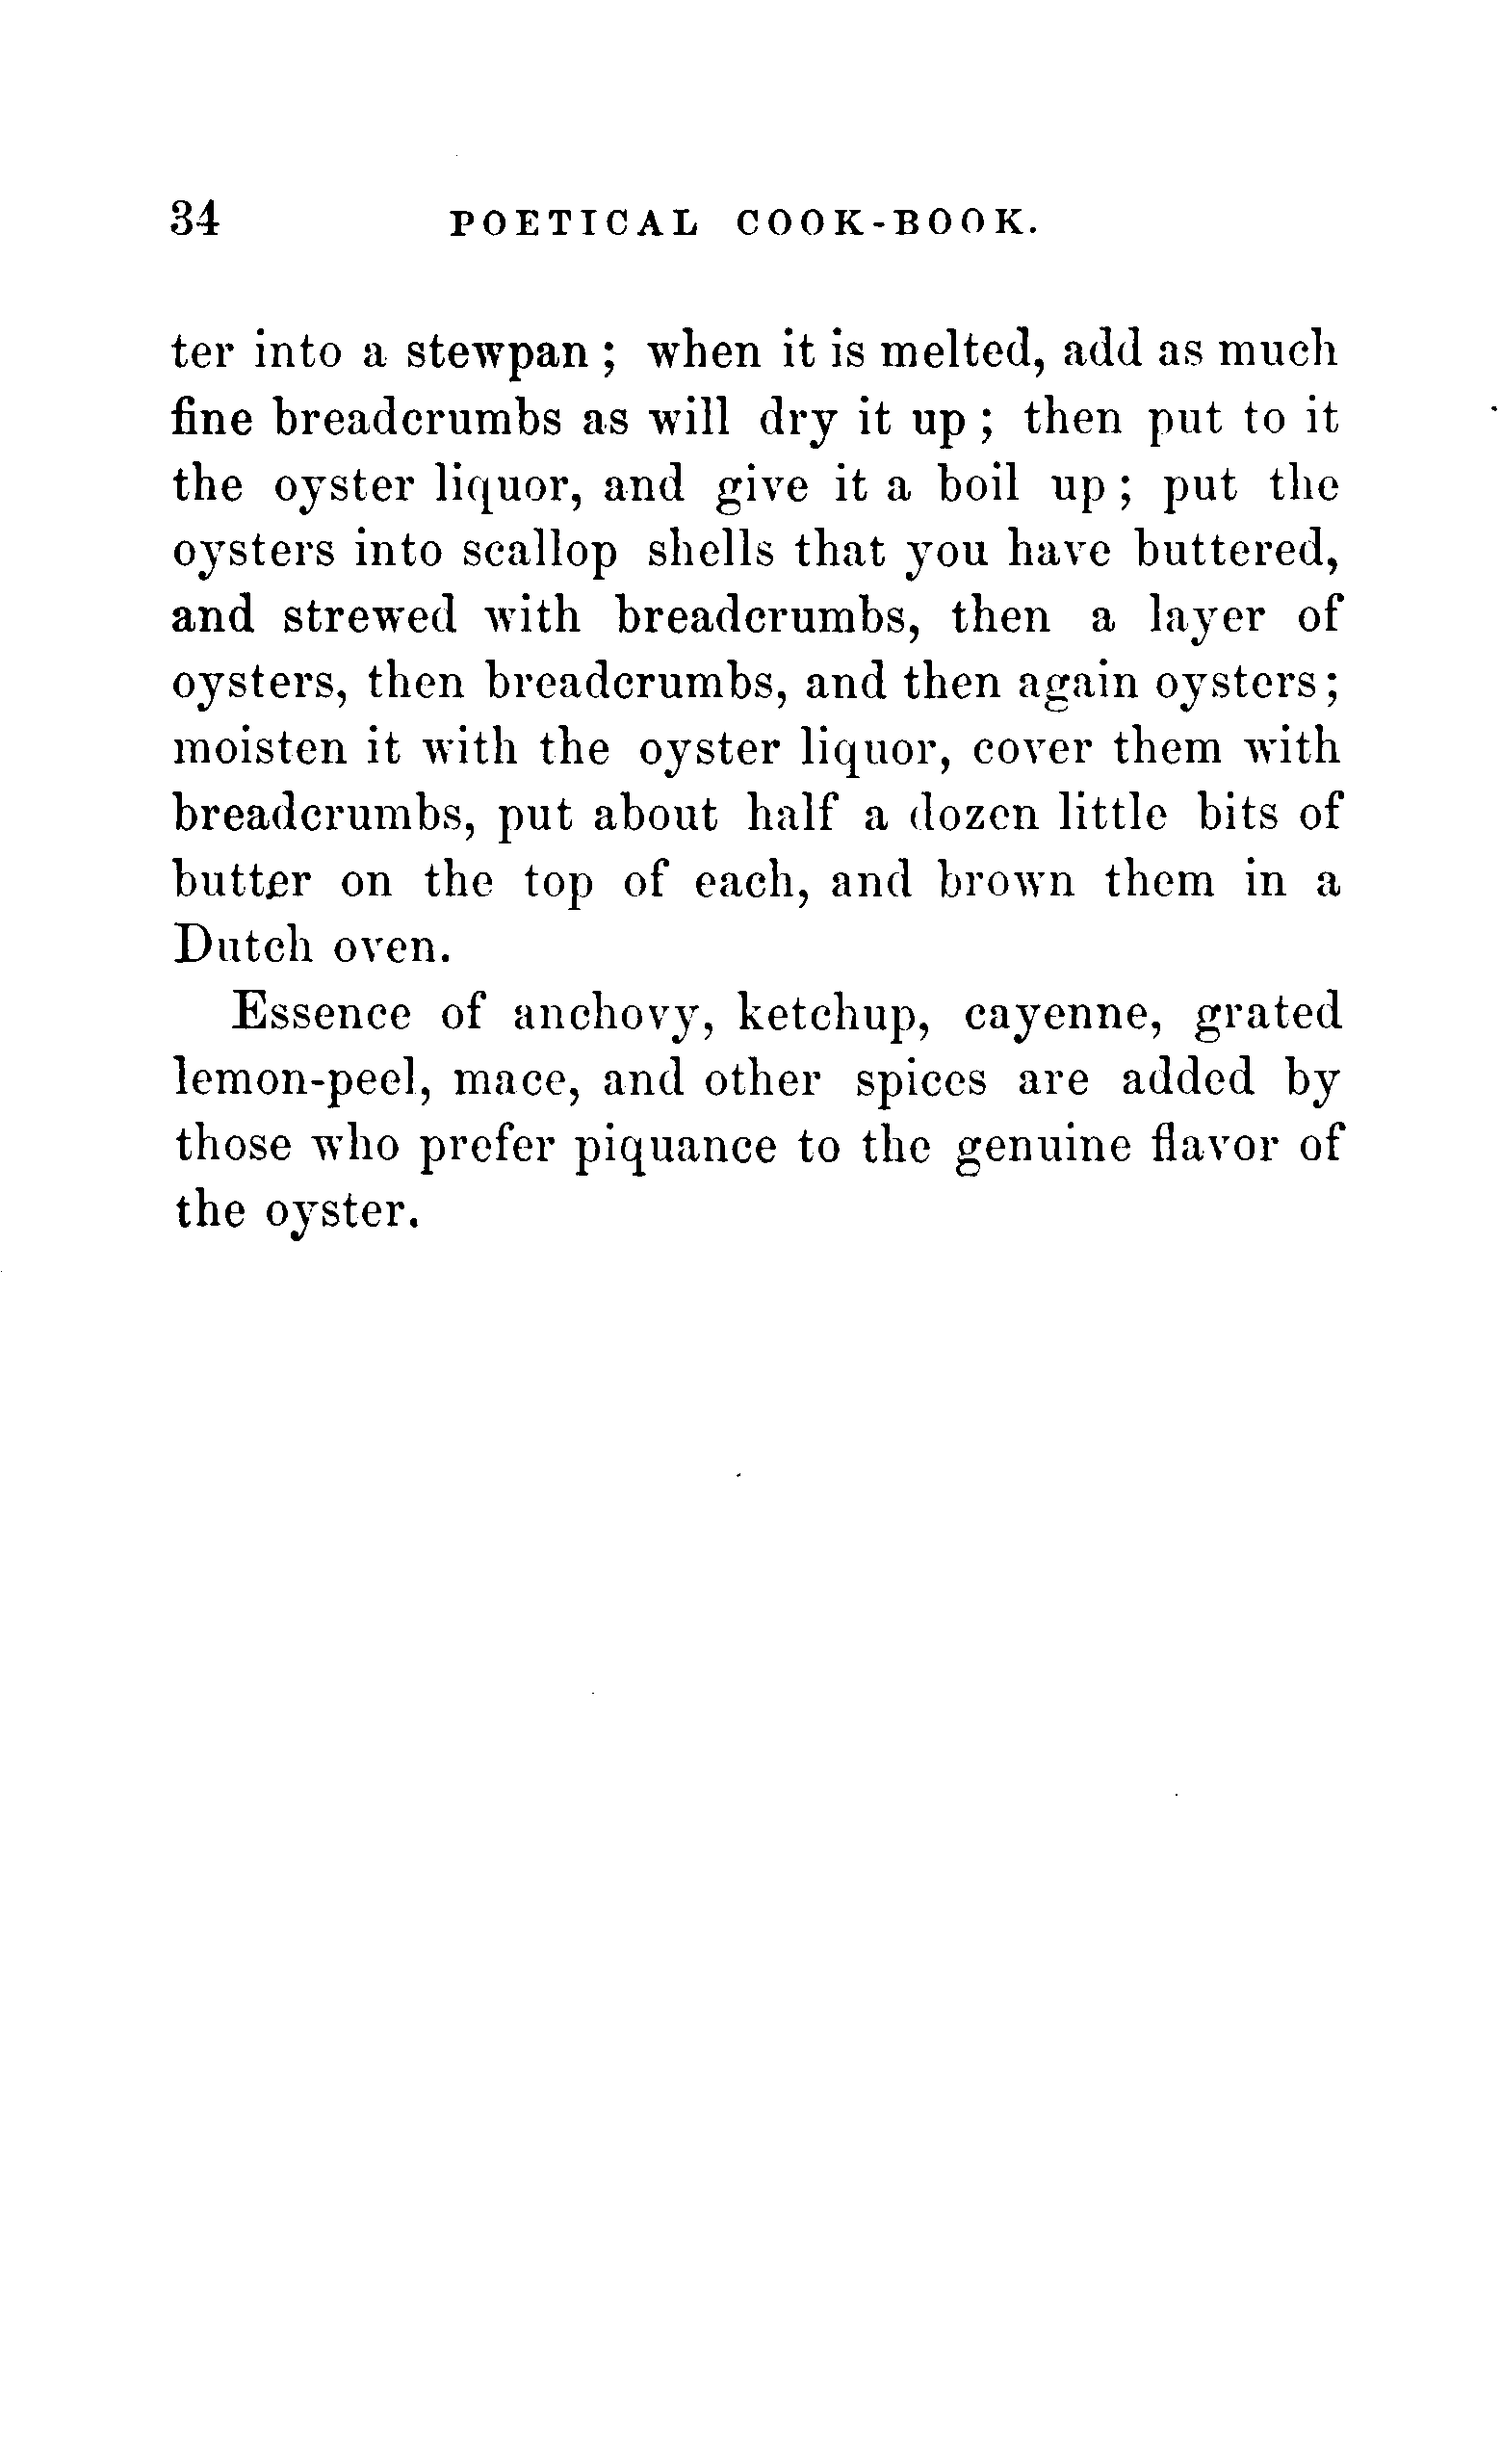 34 POETICAL COOK-BOOK.
ter into a stewpan ; when it is melted, add as much
fine breadcrumbs as will dry it up ; then put to it
the oyster liquor, and give it a boil up ; put the
oysters into scallop shells that you have buttered,
and strewed with breadcrumbs, then a layer of
oysters, then breadcrumbs, and then again oysters;
moisten it with the oyster liquor, cover them with
breadcrumbs, put about half a dozen little bits of
butter on the top of each, and brown them in a
Dutch oven.
Essence of anchovy, ketchup, cayenne, grated
lemon-peel, mace, and other spices are added by
those who prefer piquance to the genuine flavor of
the oyster.